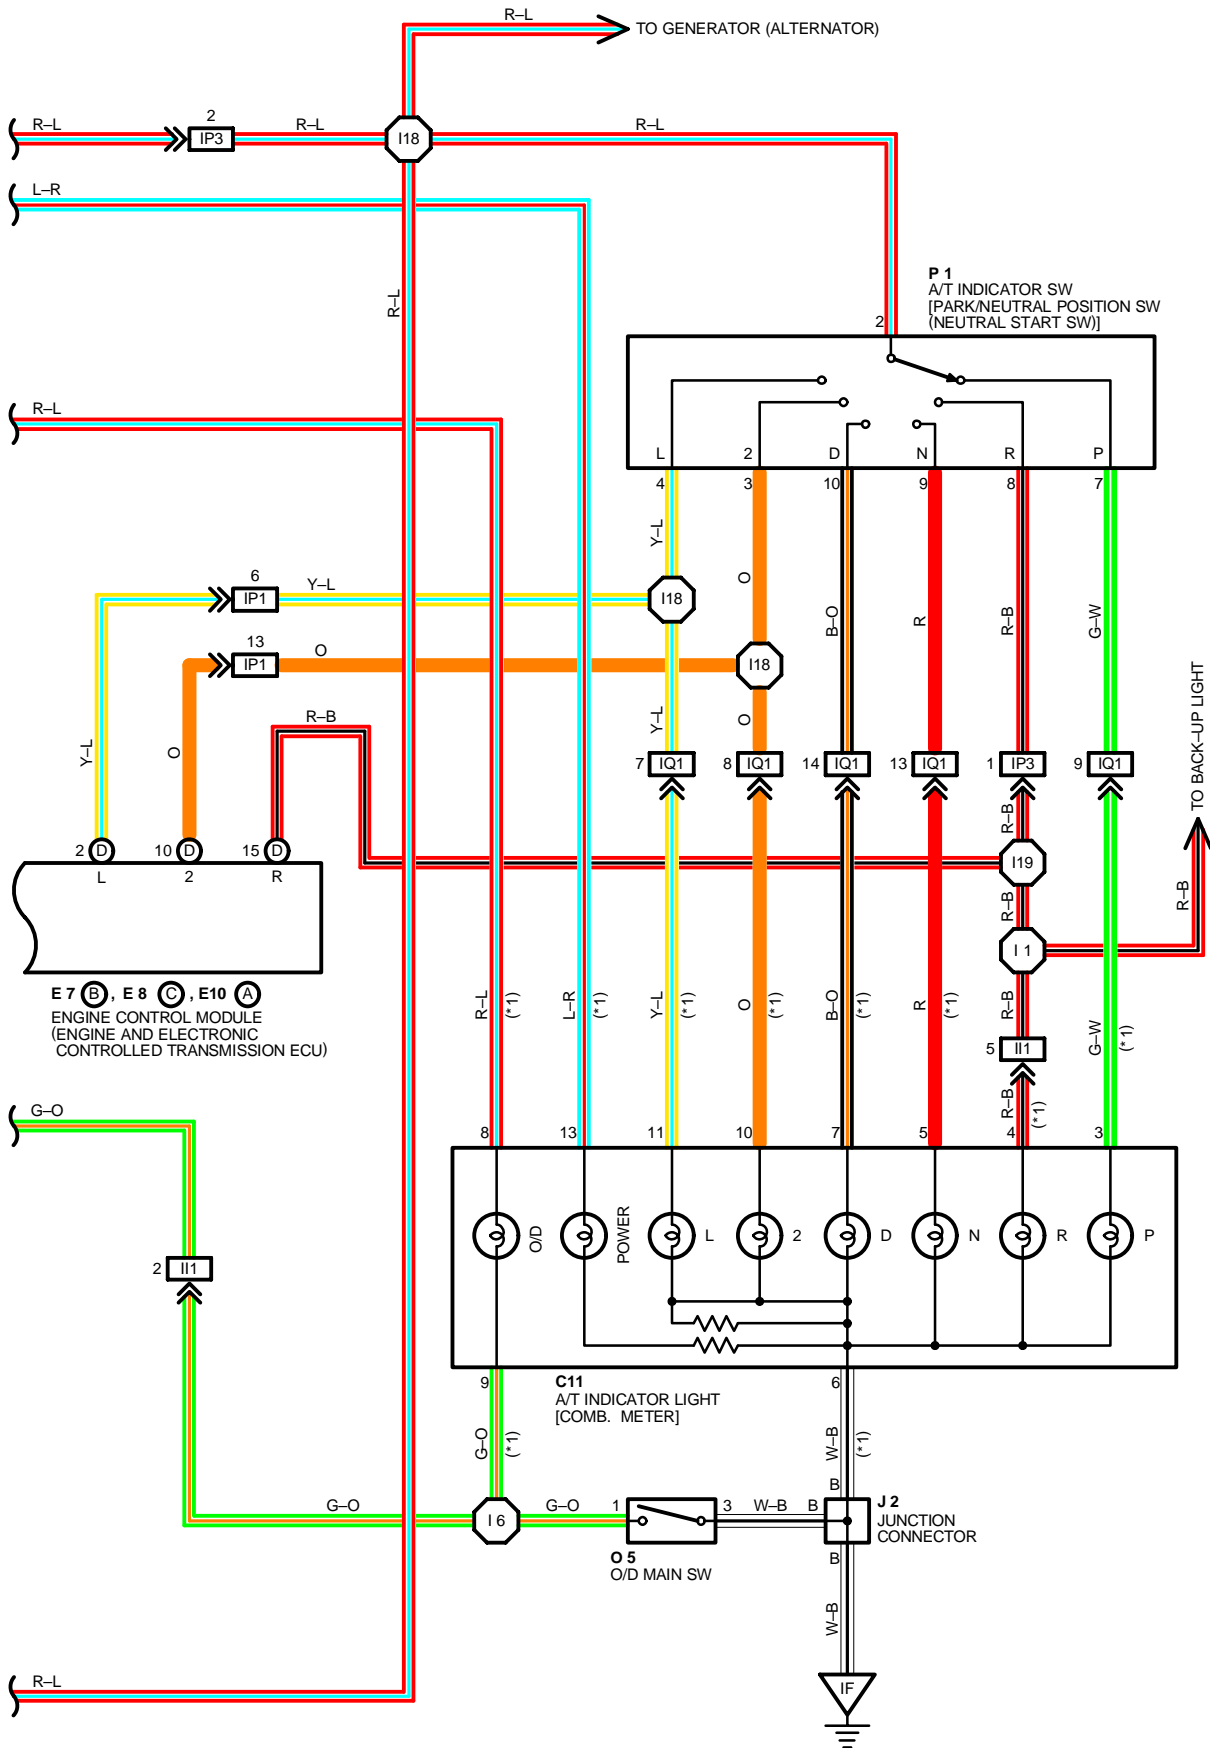 R–L
TO GENERATOR (ALTERNATOR)
2
R–L
IP3
R–L
I18
R–L
L–R
R–L
P 1
A/T INDICATOR SW
[PARK/NEUTRAL POSITION SW
(NEUTRAL START SW)]
2
R–L
L 2 D N R P
4 3 10 9 8 7
Y–L O B–O R R–B G–W
6
IP1
Y–L
I18
13
IP1
O
I18
TO BACK–UP LIGHT
R–B
Y–L O
Y–L O
7 IQ1 8 IQ1 14 IQ1 13 IQ1 1 IP3 9 IQ1
R–B
2 D 10 D 15 D
L 2 R
I19
R–B
R–B
I 1
E 7 B , E 8 C , E10 A
ENGINE CONTROL MODULE
(ENGINE AND ELECTRONIC
CONTROLLED TRANSMISSION ECU)
R–L (*1) L–R (*1) Y–L (*1) O (*1) B–O (*1) R (*1) R–B G–W (*1)
5 II1
R–B (*1)
G–O
8 13 11 10 7 5 4 3
O/D POWER L 2 D N R P
2 II1
C11
A/T INDICATOR LIGHT
[COMB. METER]
9 6
G–O (*1) W–B (*1)
B
G–O
I 6
G–O
1 3
W–B
B
J 2
JUNCTION
CONNECTOR
O 5
O/D MAIN SW
B
W–B
R–L
IF